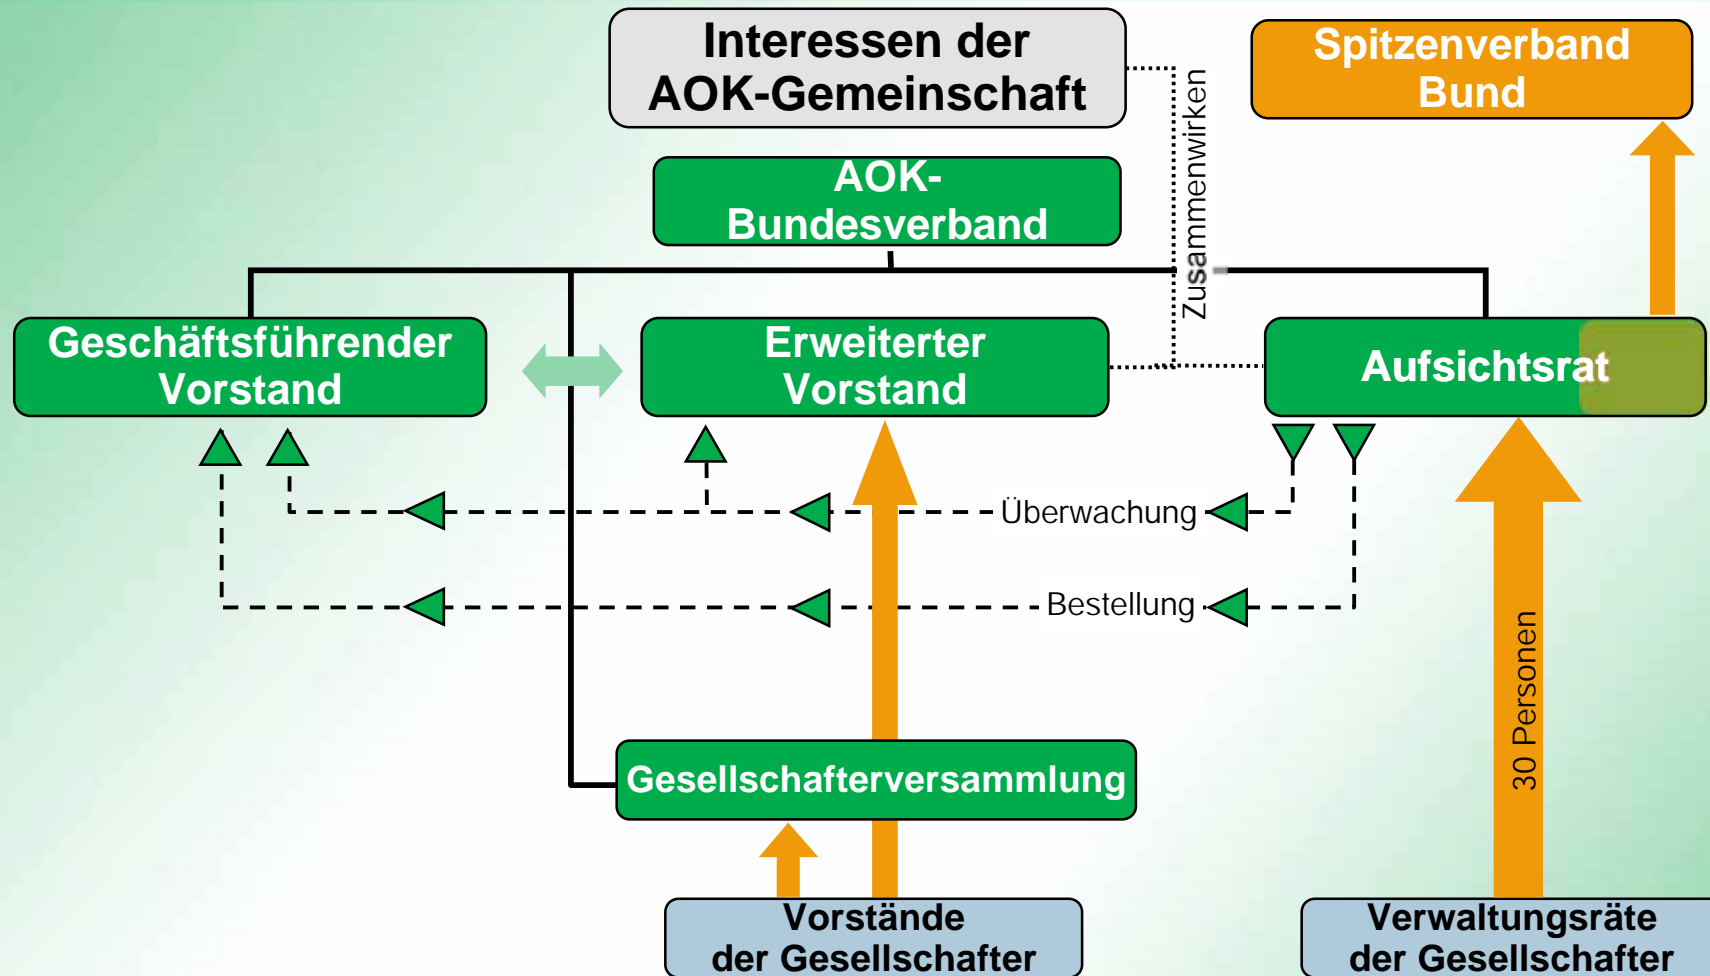 Interessen der
AOK-Gemeinschaft
Spitzenverband
Bund
Zusammenwirken
AOK-
Bundesverband
Geschäftsführender
Vorstand
Erweiterter
Vorstand
Aufsichtsrat
Überwachung
Bestellung
30 Personen
Gesellschafterversammlung
Vorstände
der Gesellschafter
Verwaltungsräte
der Gesellschafter